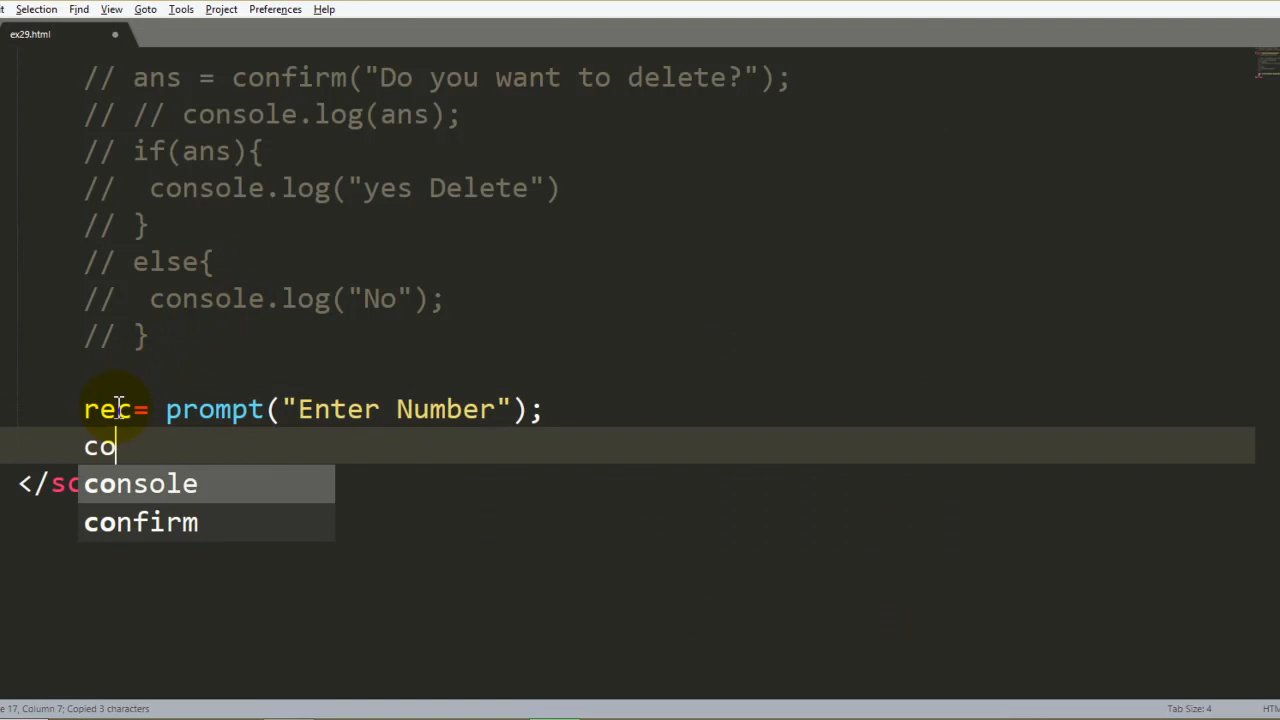 Selection Find View Goto Tools Project Preferences Help
ex29.html
// ans = confirm("Do you want to delete?");
// // console.log(ans);
// if(ans){
//  console.log("yes Delete")
// }
// else{
//  console.log("No");
// }
rec= prompt("Enter Number");
co
</sc
console
confirm
17, Column 7; Copied 3 characters
Tab Size: 4